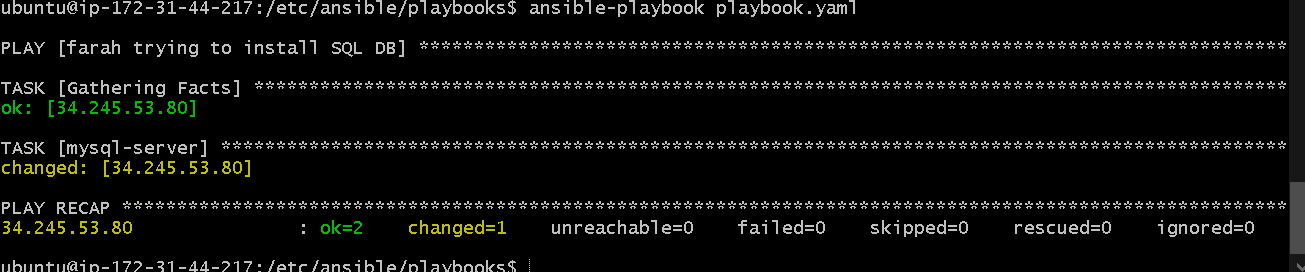 ubuntu@ip-172-31-44-217:/etc/ansible/playbooks$ ansible-playbook playbook.yaml
PLAY [farah trying to install SQL DB] *******************************************************************************
TASK [Gathering Facts] **********************************************************************************************
ok: [34.245.53.80]
TASK [mysql-server] *************************************************************************************************
changed: [34.245.53.80]
PLAY RECAP **********************************************************************************************************
34.245.53.80 : ok=2 changed=1 unreachable=0 failed=0 skipped=0 rescued=0 ignored=0
ubuntu@ip-172-31-44-217:/etc/ansible/playbooks$